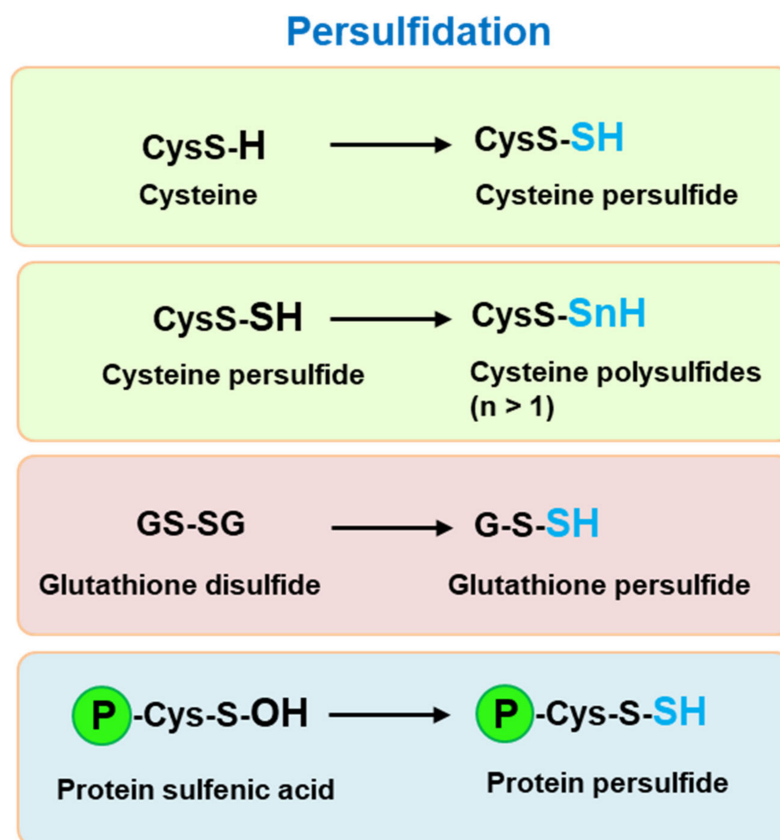 Persulfidation
CysS-H
CysS-SH
Cysteine
Cysteine persulfide
CysS-SH
CysS-SnH
Cysteine persulfide
Cysteine polysulfides
(n > 1)
GS-SG
G-S-SH
Glutathione disulfide
Glutathione persulfide
P-Cys-S-OH
P-Cys-S-SH
Protein sulfenic acid
Protein persulfide